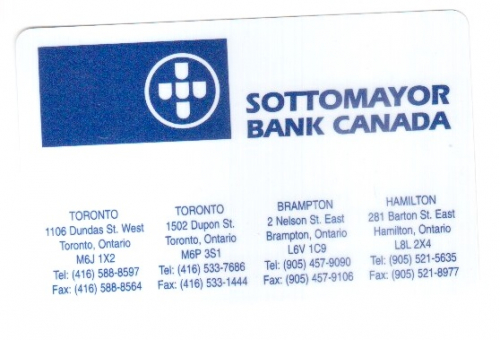 SOTTOMAYOR
BANK CANADA
TORONTO
1106 Dundas St. West
Toronto, Ontario
M6J 1X2
Tel: (416) 588-8597
Fax: (416) 588-8564
TORONTO
1502 Dupon St.
Toronto, Ontario
M6P 3S1
Tel: (416) 533-7686
Fax: (416) 533-1444
BRAMPTON
2 Nelson St. East
Brampton, Ontario
L6V 1C9
Tel: (905) 457-9090
Fax: (905) 457-9106
HAMILTON
281 Barton St. East
Hamilton, Ontario
L8L 2X4
Tel: (905) 521-5635
Fax: (905) 521-8977